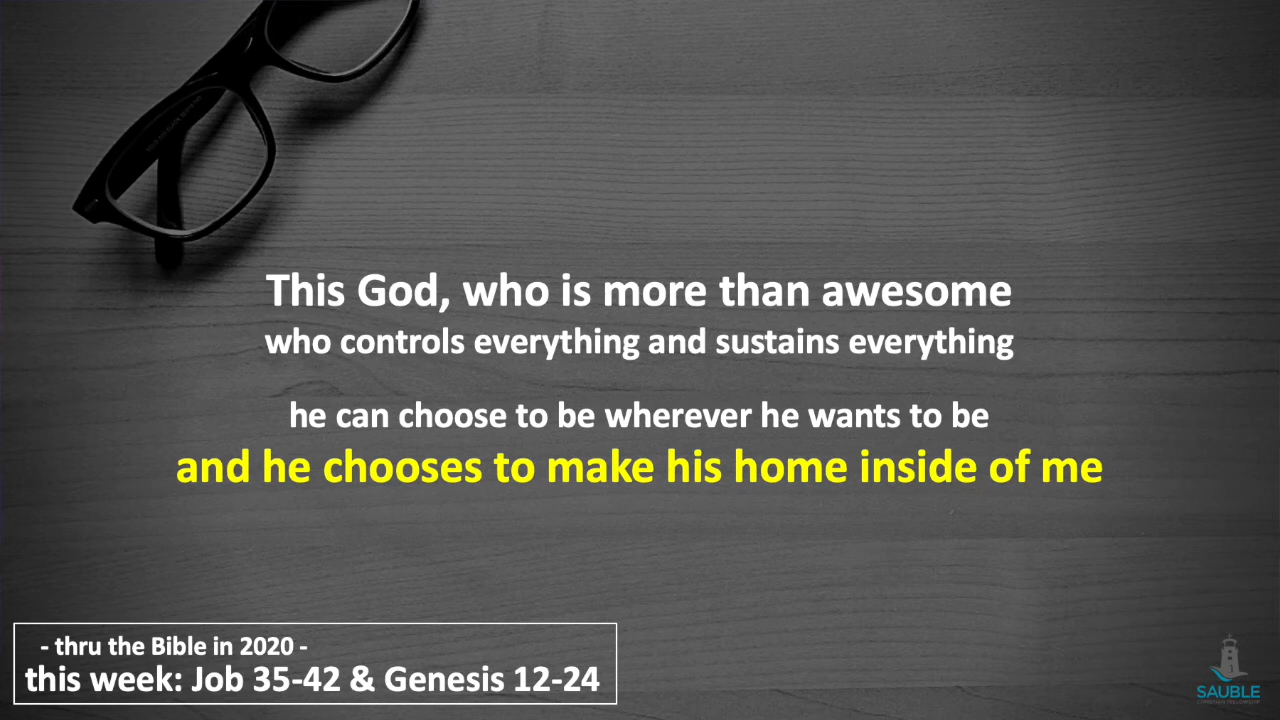 This God, who is more than awesome
who controls everything and sustains everything
he can choose to be wherever he wants to be
and he chooses to make his home inside of me
- thru the Bible in 2020 -
this week: Job 35-42 & Genesis 12-24
SAUBLE
CHRISTIAN FELLOWSHIP